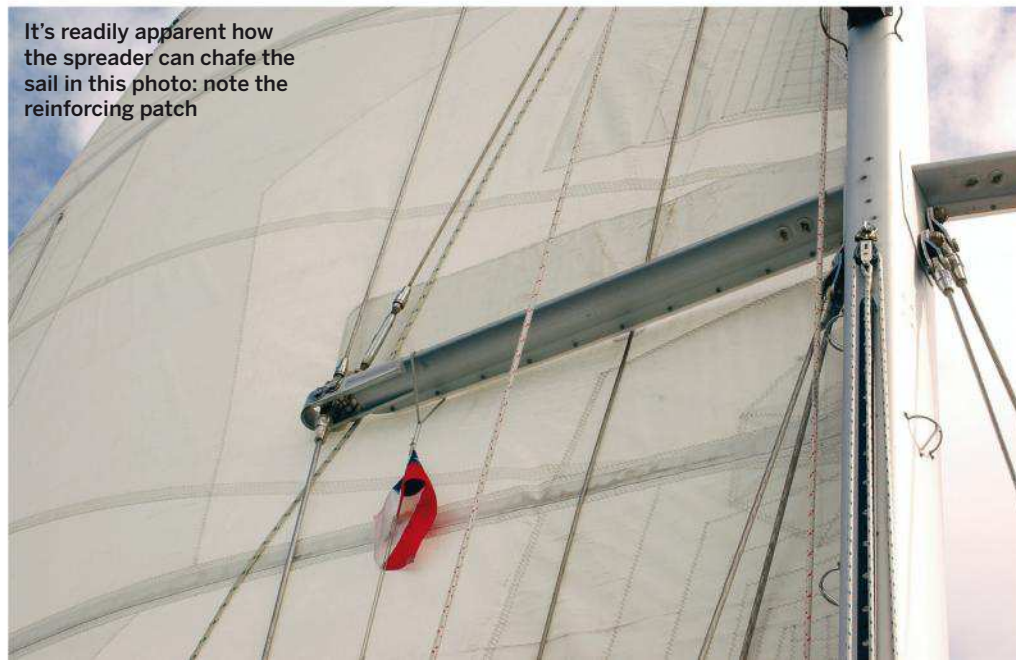 It’s readily apparent how
the spreader can chafe the
sail in this photo: note the
reinforcing patch